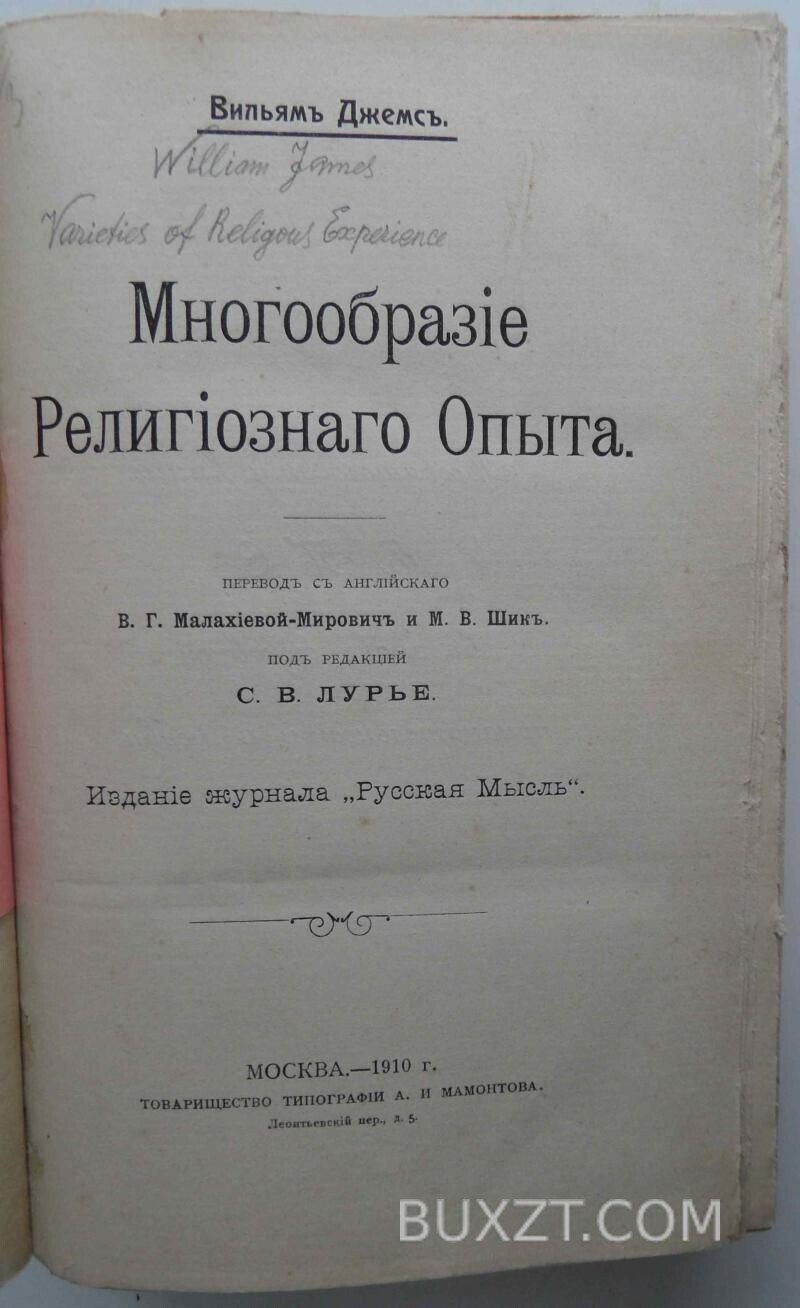 Вильямъ Джемсъ.
William James
Varieties of Religous Experience
Многообразіе
Религіознаго Опыта.
ПЕРЕВОДЪ СЪ АНГЛІЙСКАГО
В. Г. Малахіевой-Мировичъ и М. В. Шикъ.
ПОДЪ РЕДАКЦІЕЙ
С. В. ЛУРЬЕ.
Изданіе журнала „Русская Мысль“.
МОСКВА.—1910 г.
ТОВАРИЩЕСТВО ТИПОГРАФІИ А. И МАМОНТОВА.
Леонтьевскій пер., д. 5.
BUXZT.COM